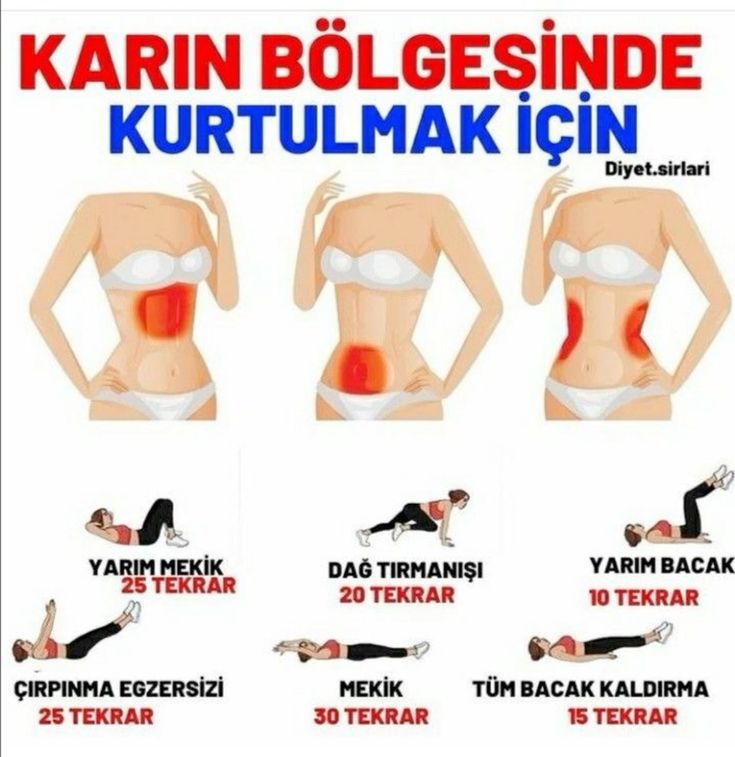 KARIN BÖLGESİNDE
KURTULMAK İÇİN
Diyet.sirlari
YARIM MEKİK
25 TEKRAR
DAĞ TIRMANIŞI
20 TEKRAR
YARIM BACAK
10 TEKRAR
ÇIRPINMA EGZERSİZİ
25 TEKRAR
MEKİK
30 TEKRAR
TÜM BACAK KALDIRMA
15 TEKRAR